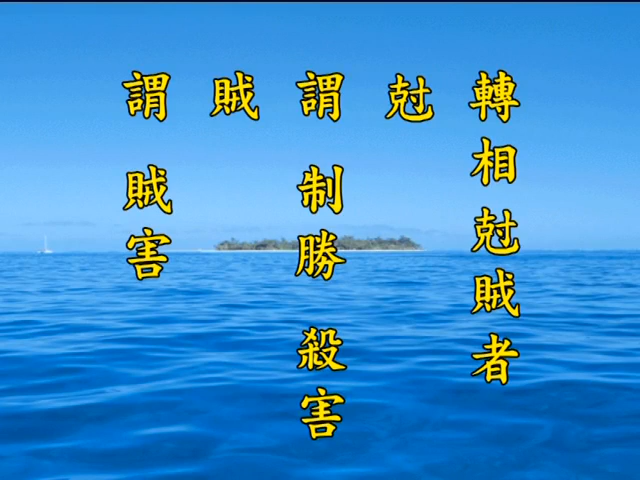 轉相尅賊者
尅
謂 制勝 殺害
賊
謂 賊害